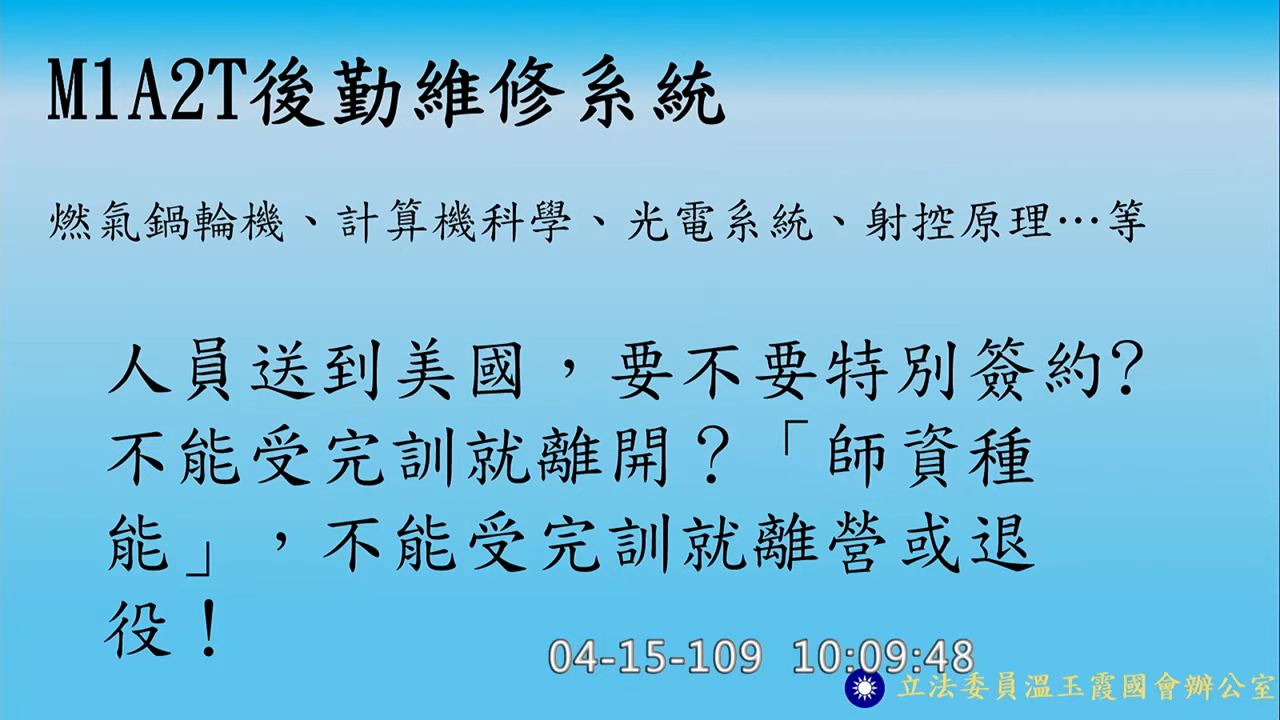 M1A2T後勤維修系統
燃氣鍋輪機、計算機科學、光電系統、射控原理…等
人員送到美國，要不要特別簽約?
不能受完訓就離開？「師資種
能」，不能受完訓就離營或退
役！
04-15-109 10:09:48
立法委員溫玉霞國會辦公室